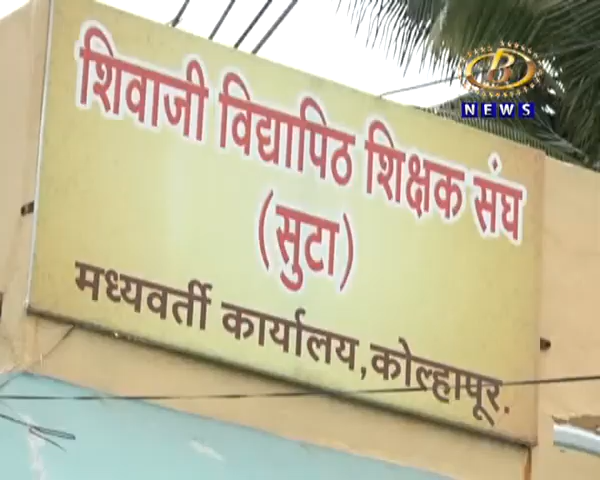 B
NEWS
शिवाजी विद्यापिठ शिक्षक संघ
(सुटा)
मध्यवर्ती कार्यालय,कोल्हापूर.